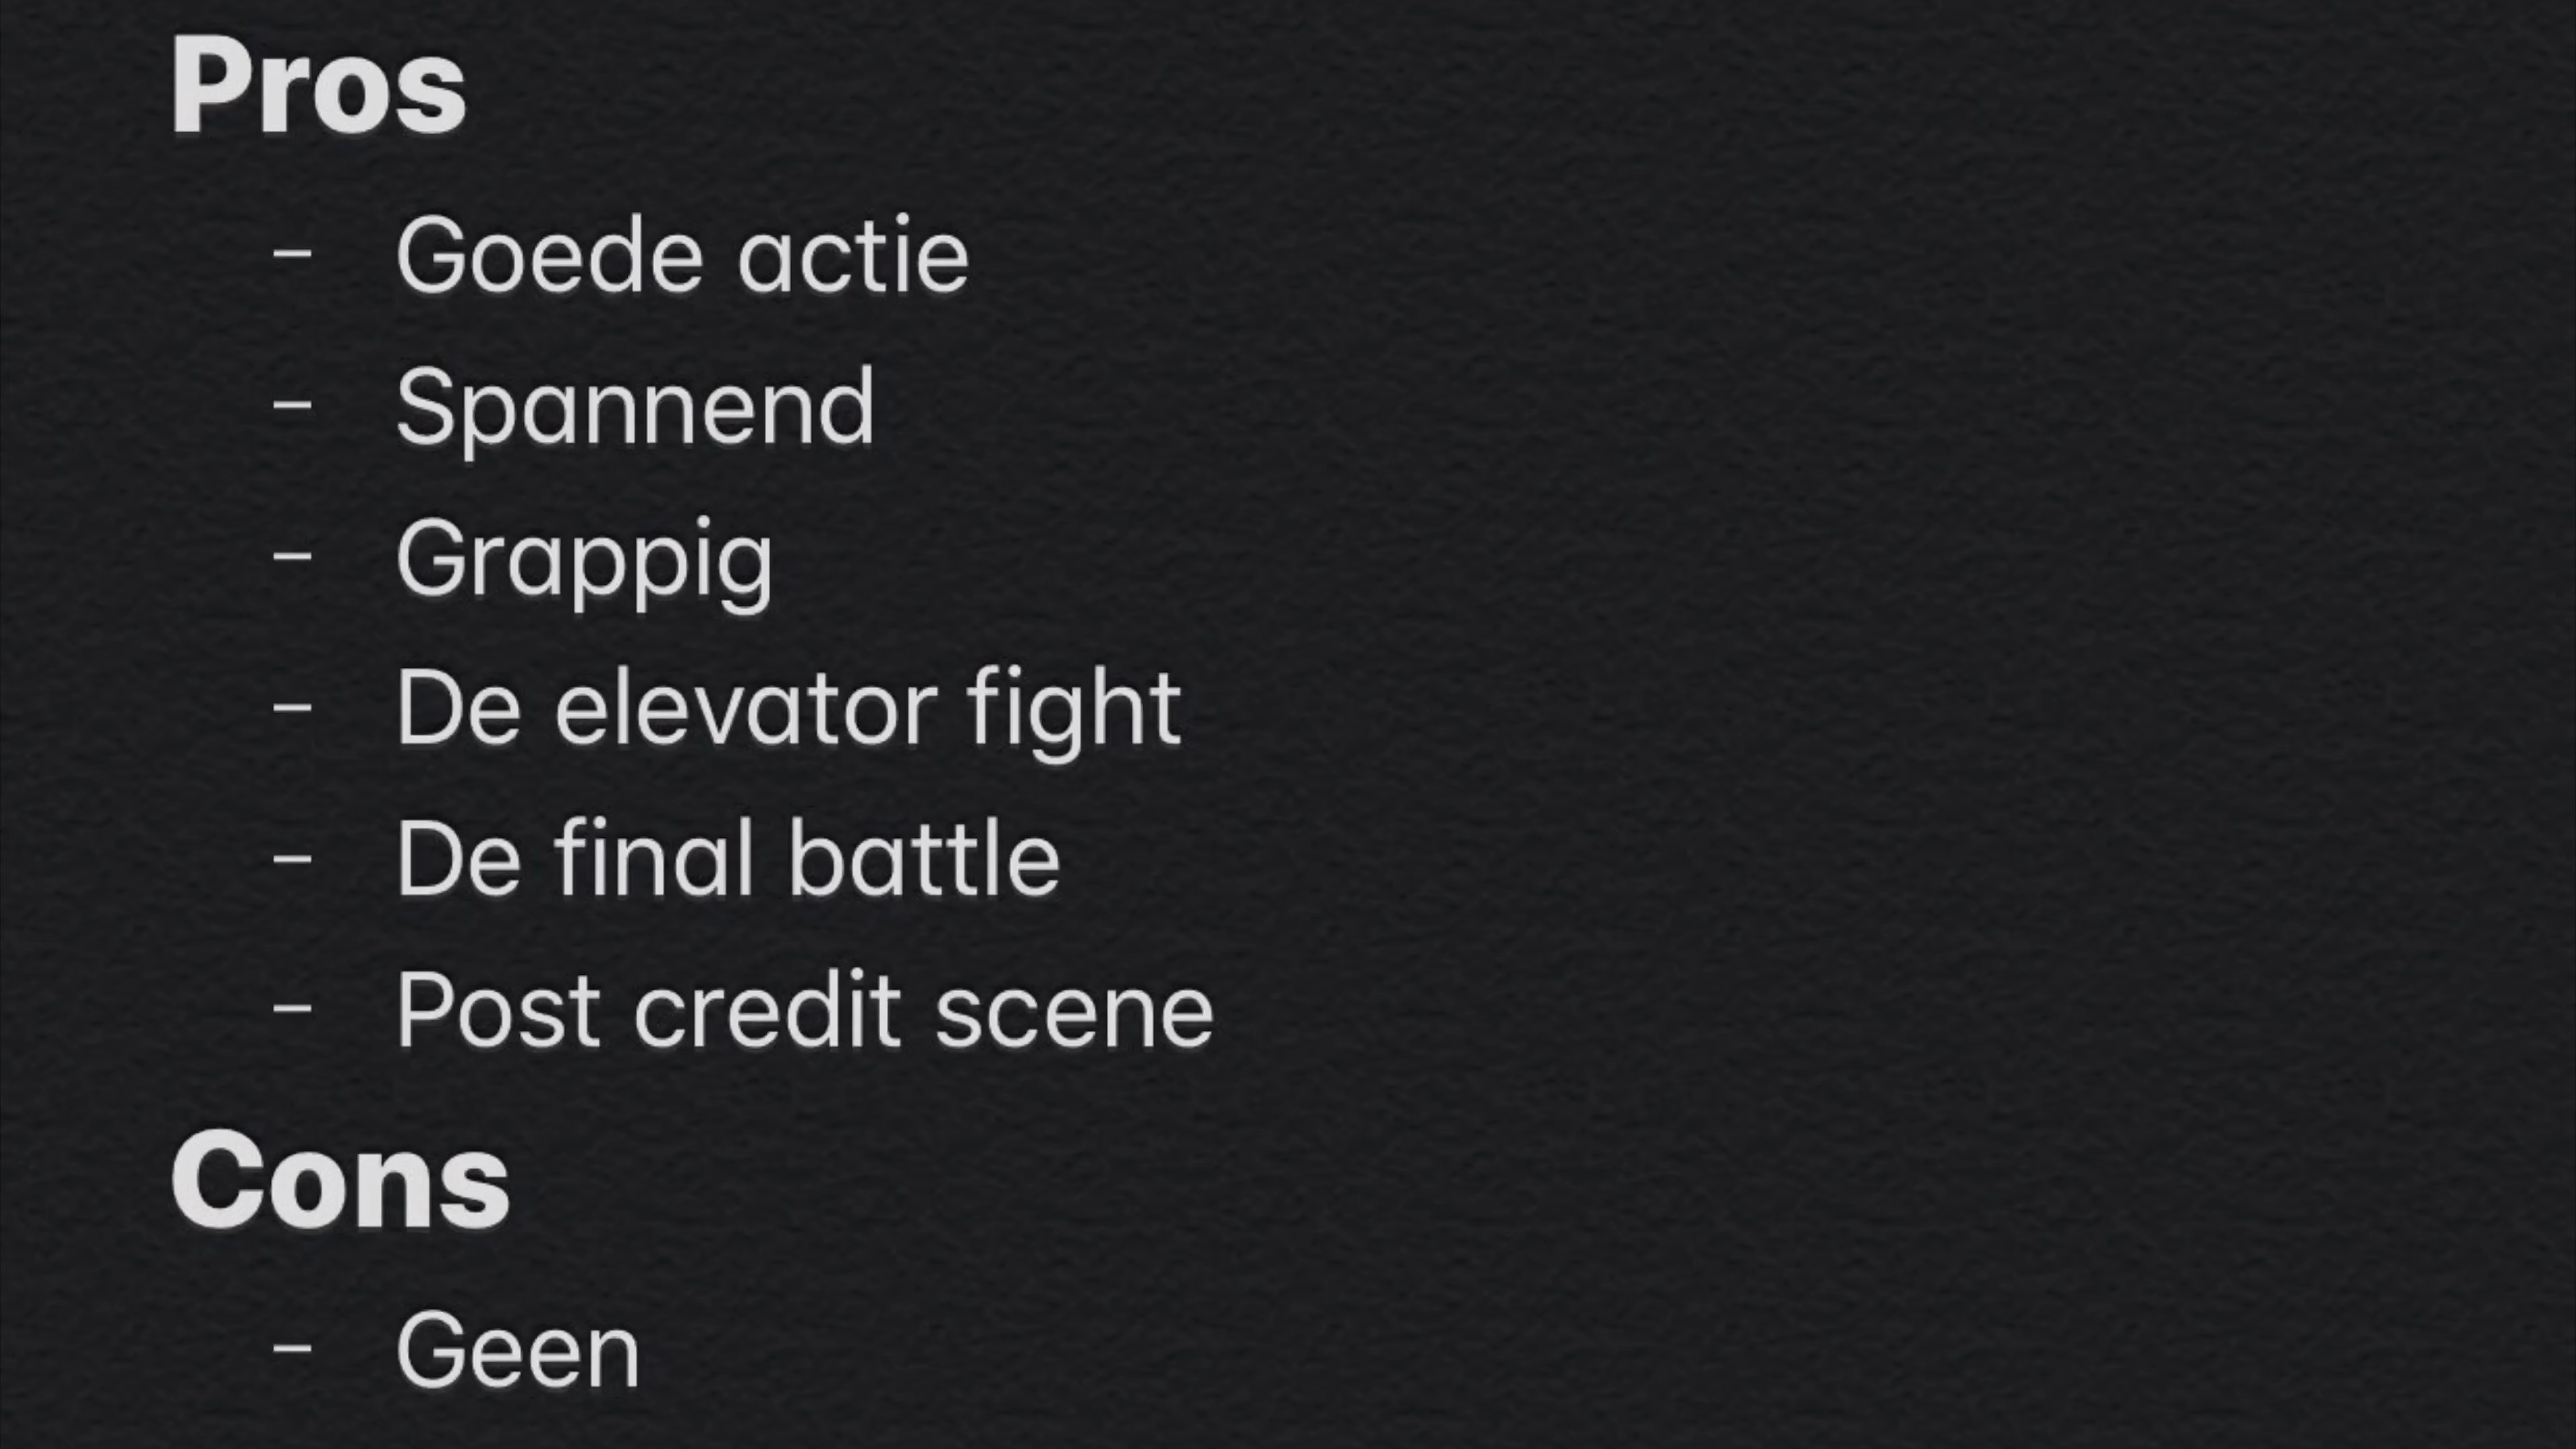 Pros
- Goede actie
- Spannend
- Grappig
- De elevator fight
- De final battle
- Post credit scene
Cons
- Geen